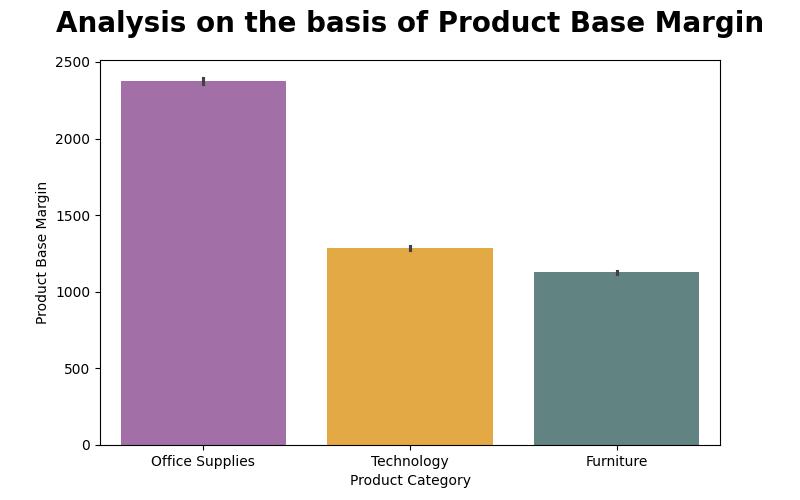 Analysis on the basis of Product Base Margin
2500
2000
1500
1000
500
0
Product Base Margin
Office Supplies
Technology
Furniture
Product Category